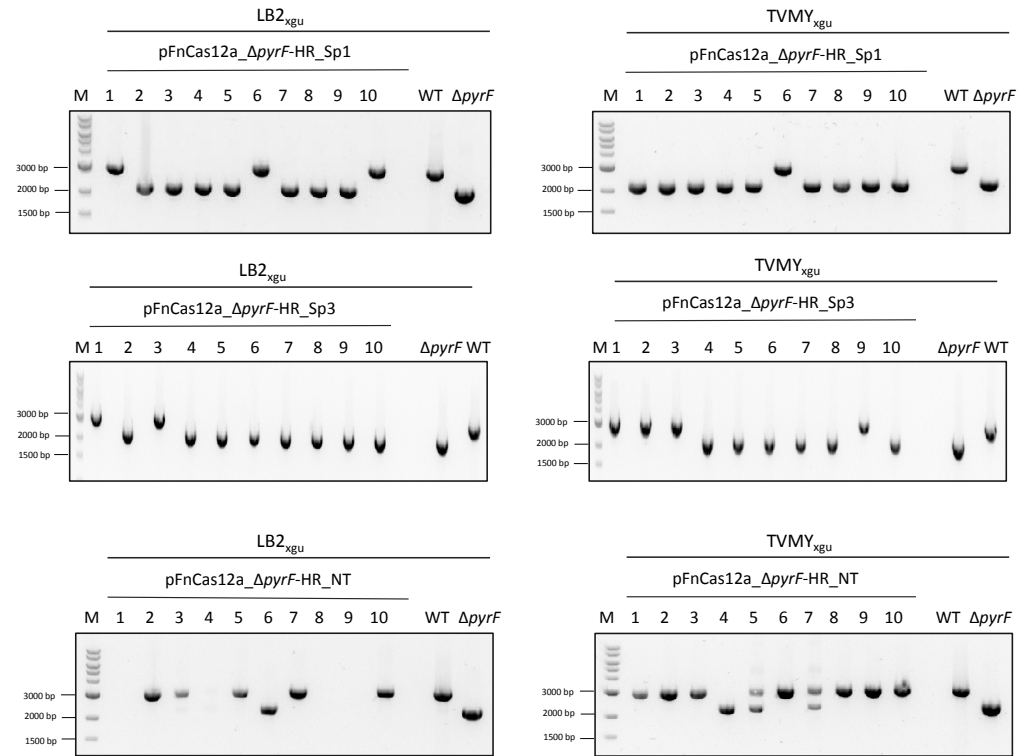 LB2xgu
pFnCas12a_ΔpyrF-HR_Sp1
M 1 2 3 4 5 6 7 8 9 10 WT ΔpyrF
3000 bp
2000 bp
1500 bp
TVMYxgu
pFnCas12a_ΔpyrF-HR_Sp1
M 1 2 3 4 5 6 7 8 9 10 WT ΔpyrF
3000 bp
2000 bp
1500 bp
LB2xgu
pFnCas12a_ΔpyrF-HR_Sp3
M 1 2 3 4 5 6 7 8 9 10 ΔpyrF WT
3000 bp
2000 bp
1500 bp
TVMYxgu
pFnCas12a_ΔpyrF-HR_Sp3
M 1 2 3 4 5 6 7 8 9 10 ΔpyrF WT
3000 bp
2000 bp
1500 bp
LB2xgu
pFnCas12a_ΔpyrF-HR_NT
M 1 2 3 4 5 6 7 8 9 10 WT ΔpyrF
3000 bp
2000 bp
1500 bp
TVMYxgu
pFnCas12a_ΔpyrF-HR_NT
M 1 2 3 4 5 6 7 8 9 10 WT ΔpyrF
3000 bp
2000 bp
1500 bp